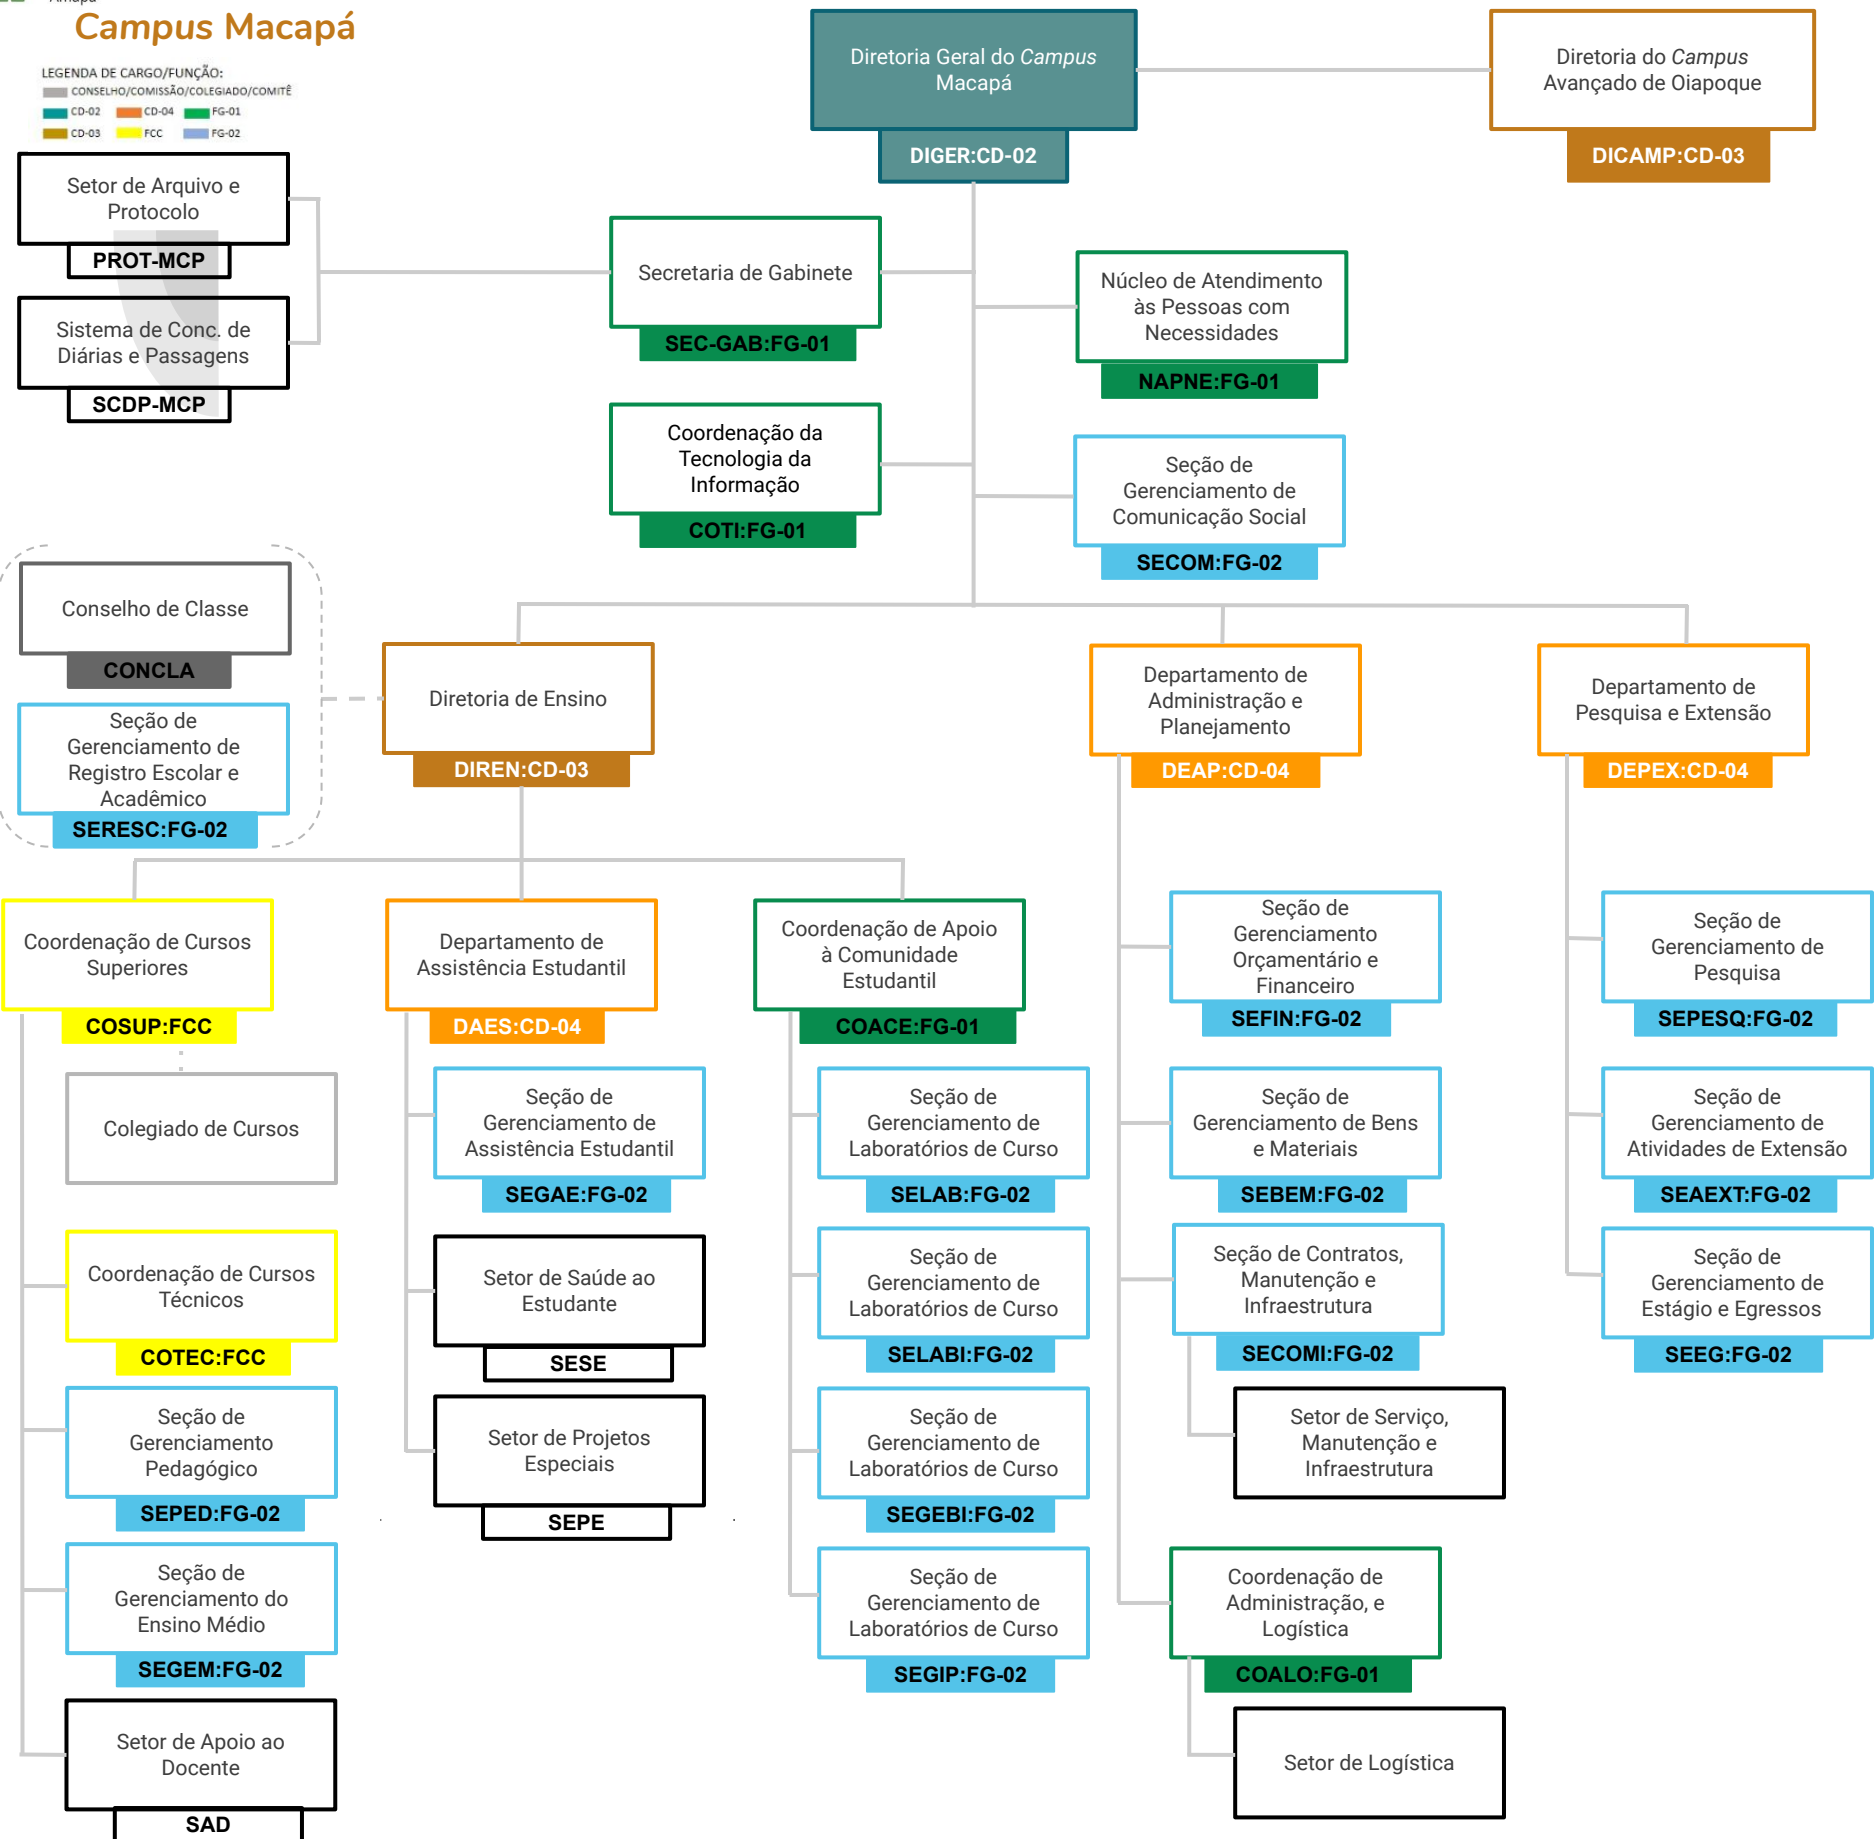 Amapá
Campus Macapá
LEGENDA DE CARGO/FUNÇÃO:
CONSELHO/COMISSÃO/COLEGIADO/COMITÊ
CD-02 CD-04 FG-01
CD-03 FCC FG-02
Diretoria Geral do Campus
Macapá
DIGER:CD-02
Diretoria do Campus
Avançado de Oiapoque
DICAMP:CD-03
Setor de Arquivo e
Protocolo
PROT-MCP
Sistema de Conc. de
Diárias e Passagens
SCDP-MCP
Secretaria de Gabinete
SEC-GAB:FG-01
Núcleo de Atendimento
às Pessoas com
Necessidades
NAPNE:FG-01
Coordenação da
Tecnologia da
Informação
COTI:FG-01
Seção de
Gerenciamento de
Comunicação Social
SECOM:FG-02
Conselho de Classe
CONCLA
Seção de
Gerenciamento de
Registro Escolar e
Acadêmico
SERESC:FG-02
Diretoria de Ensino
DIREN:CD-03
Departamento de
Administração e
Planejamento
DEAP:CD-04
Departamento de
Pesquisa e Extensão
DEPEX:CD-04
Coordenação de Cursos
Superiores
COSUP:FCC
Colegiado de Cursos
Coordenação de Cursos
Técnicos
COTEC:FCC
Seção de
Gerenciamento
Pedagógico
SEPED:FG-02
Seção de
Gerenciamento do
Ensino Médio
SEGEM:FG-02
Setor de Apoio ao
Docente
SAD
Departamento de
Assistência Estudantil
DAES:CD-04
Seção de
Gerenciamento de
Assistência Estudantil
SEGAE:FG-02
Setor de Saúde ao
Estudante
SESE
Setor de Projetos
Especiais
SEPE
Coordenação de Apoio
à Comunidade
Estudantil
COACE:FG-01
Seção de
Gerenciamento de
Laboratórios de Curso
SELAB:FG-02
Seção de
Gerenciamento de
Laboratórios de Curso
SELABI:FG-02
Seção de
Gerenciamento de
Laboratórios de Curso
SEGEBI:FG-02
Seção de
Gerenciamento de
Laboratórios de Curso
SEGIP:FG-02
Seção de
Gerenciamento
Orçamentário e
Financeiro
SEFIN:FG-02
Seção de
Gerenciamento de Bens
e Materiais
SEBEM:FG-02
Seção de Contratos,
Manutenção e
Infraestrutura
SECOMI:FG-02
Setor de Serviço,
Manutenção e
Infraestrutura
Coordenação de
Administração, e
Logística
COALO:FG-01
Setor de Logística
Seção de
Gerenciamento de
Pesquisa
SEPESQ:FG-02
Seção de
Gerenciamento de
Atividades de Extensão
SEAEXT:FG-02
Seção de
Gerenciamento de
Estágio e Egressos
SEEG:FG-02